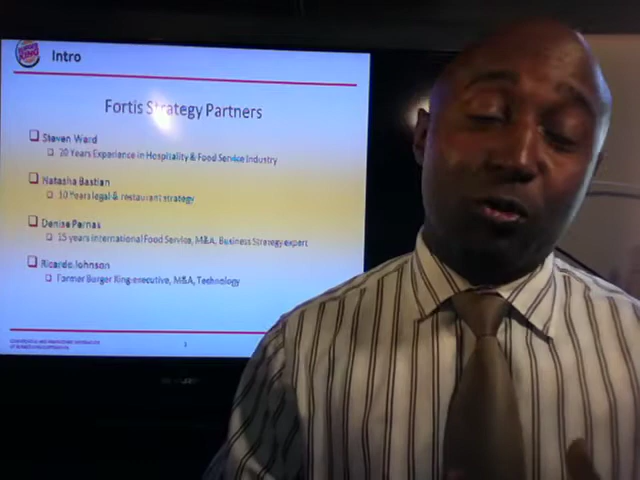 BURGER KING
Intro
Fortis Strategy Partners
Steven Ward
20 Years Experience in Hospitality & Food Service Industry
Natasha Bastian
10 Years legal & restaurant strategy
Denise Parnas
15 years International Food Service, M&A, Business Strategy expert
Ricardo Johnson
Former Burger King executive, M&A, Technology